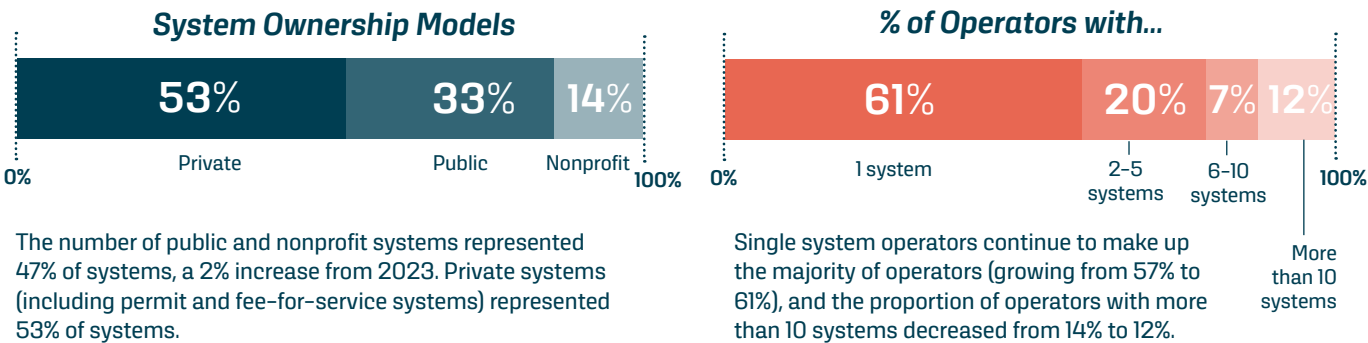 System Ownership Models
53% 33% 14%
Private Public Nonprofit
0% 100%
The number of public and nonprofit systems represented
47% of systems, a 2% increase from 2023. Private systems
(including permit and fee-for-service systems) represented
53% of systems.
% of Operators with...
61% 20% 7% 12%
1 system
2-5
systems
6-10
systems
0% 100%
More
than 10
systems
Single system operators continue to make up
the majority of operators (growing from 57% to
61%), and the proportion of operators with more
than 10 systems decreased from 14% to 12%.